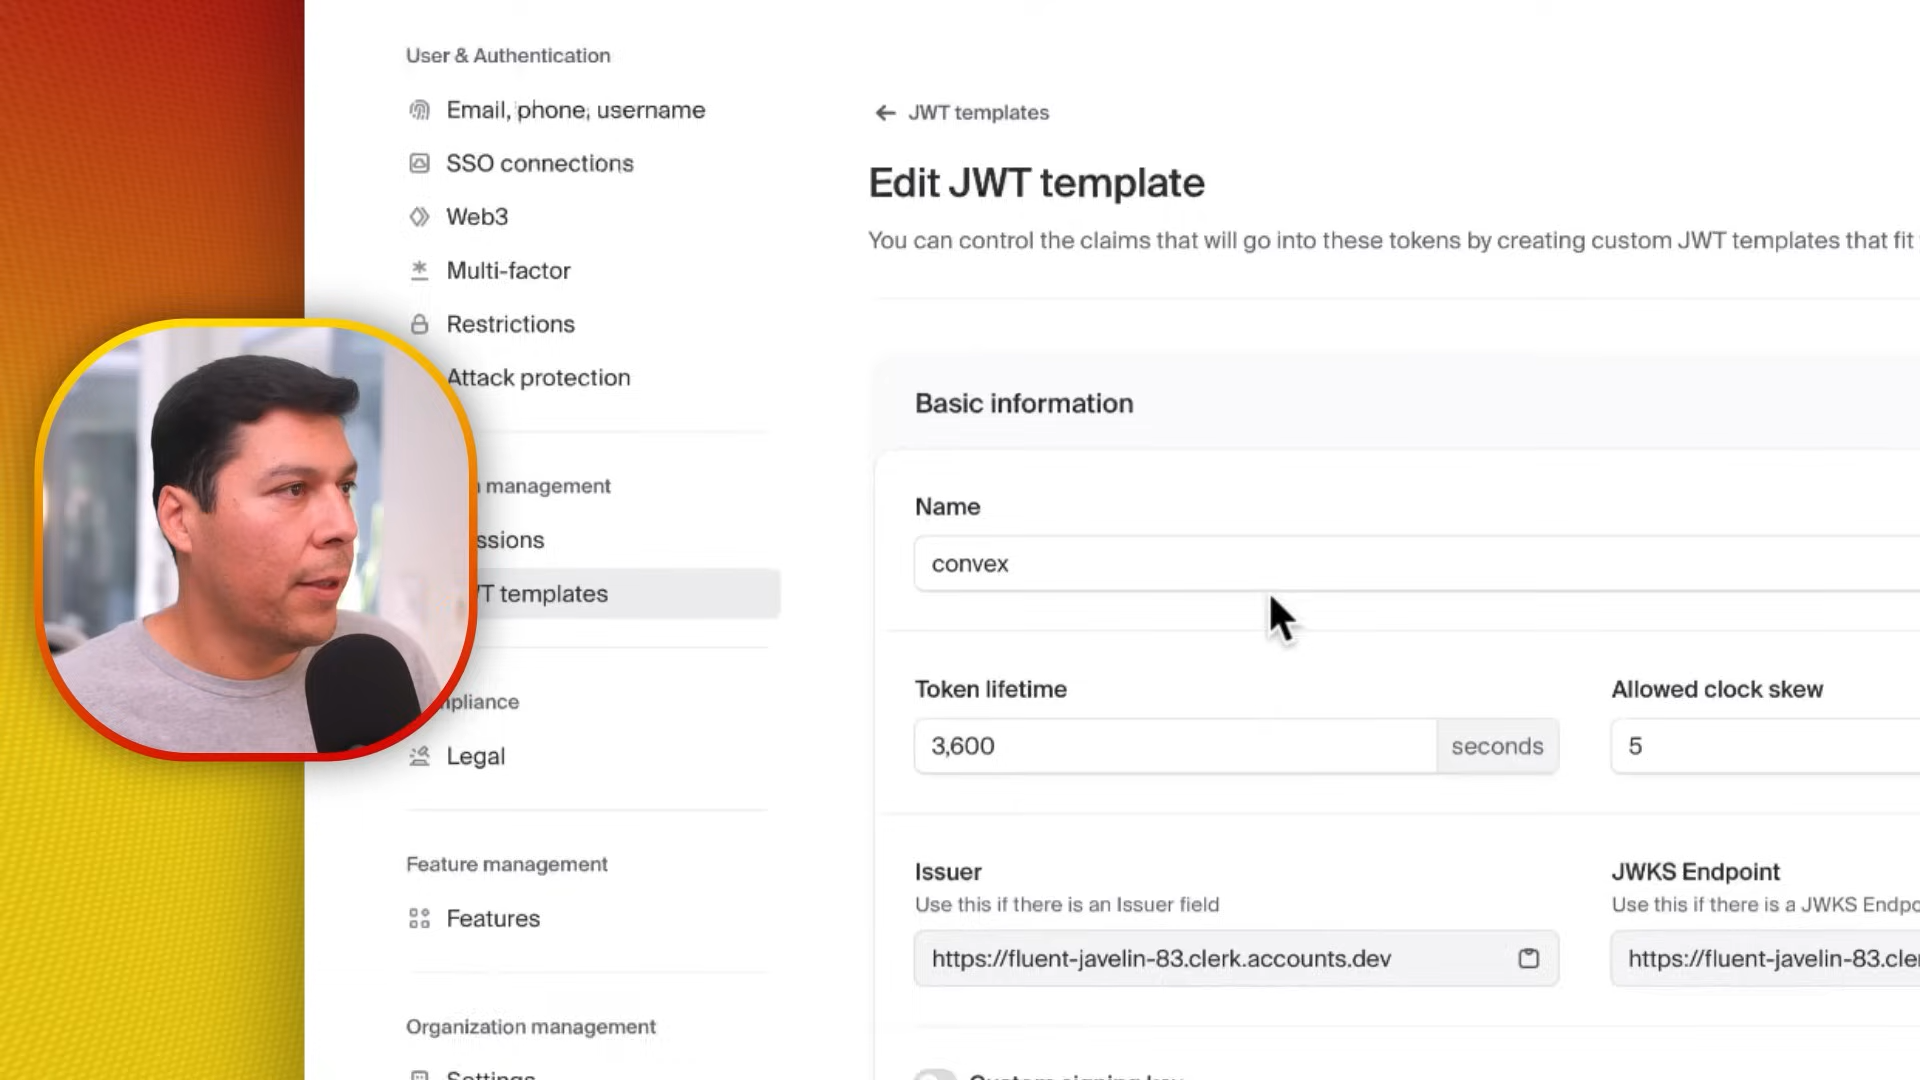 User & Authentication
Email, phone, username
SSO connections
Web3
Multi-factor
Restrictions
Attack protection
management
ssions
T templates
pliance
Legal
Feature management
Features
Organization management
Settings
JWT templates
Edit JWT template
You can control the claims that will go into these tokens by creating custom JWT templates that fit
Basic information
Name
convex
Token lifetime
3,600 seconds
Allowed clock skew
5
Issuer
Use this if there is an Issuer field
https://fluent-javelin-83.clerk.accounts.dev
JWKS Endpoint
Use this if there is a JWKS Endpo
https://fluent-javelin-83.cle
Custom signing key